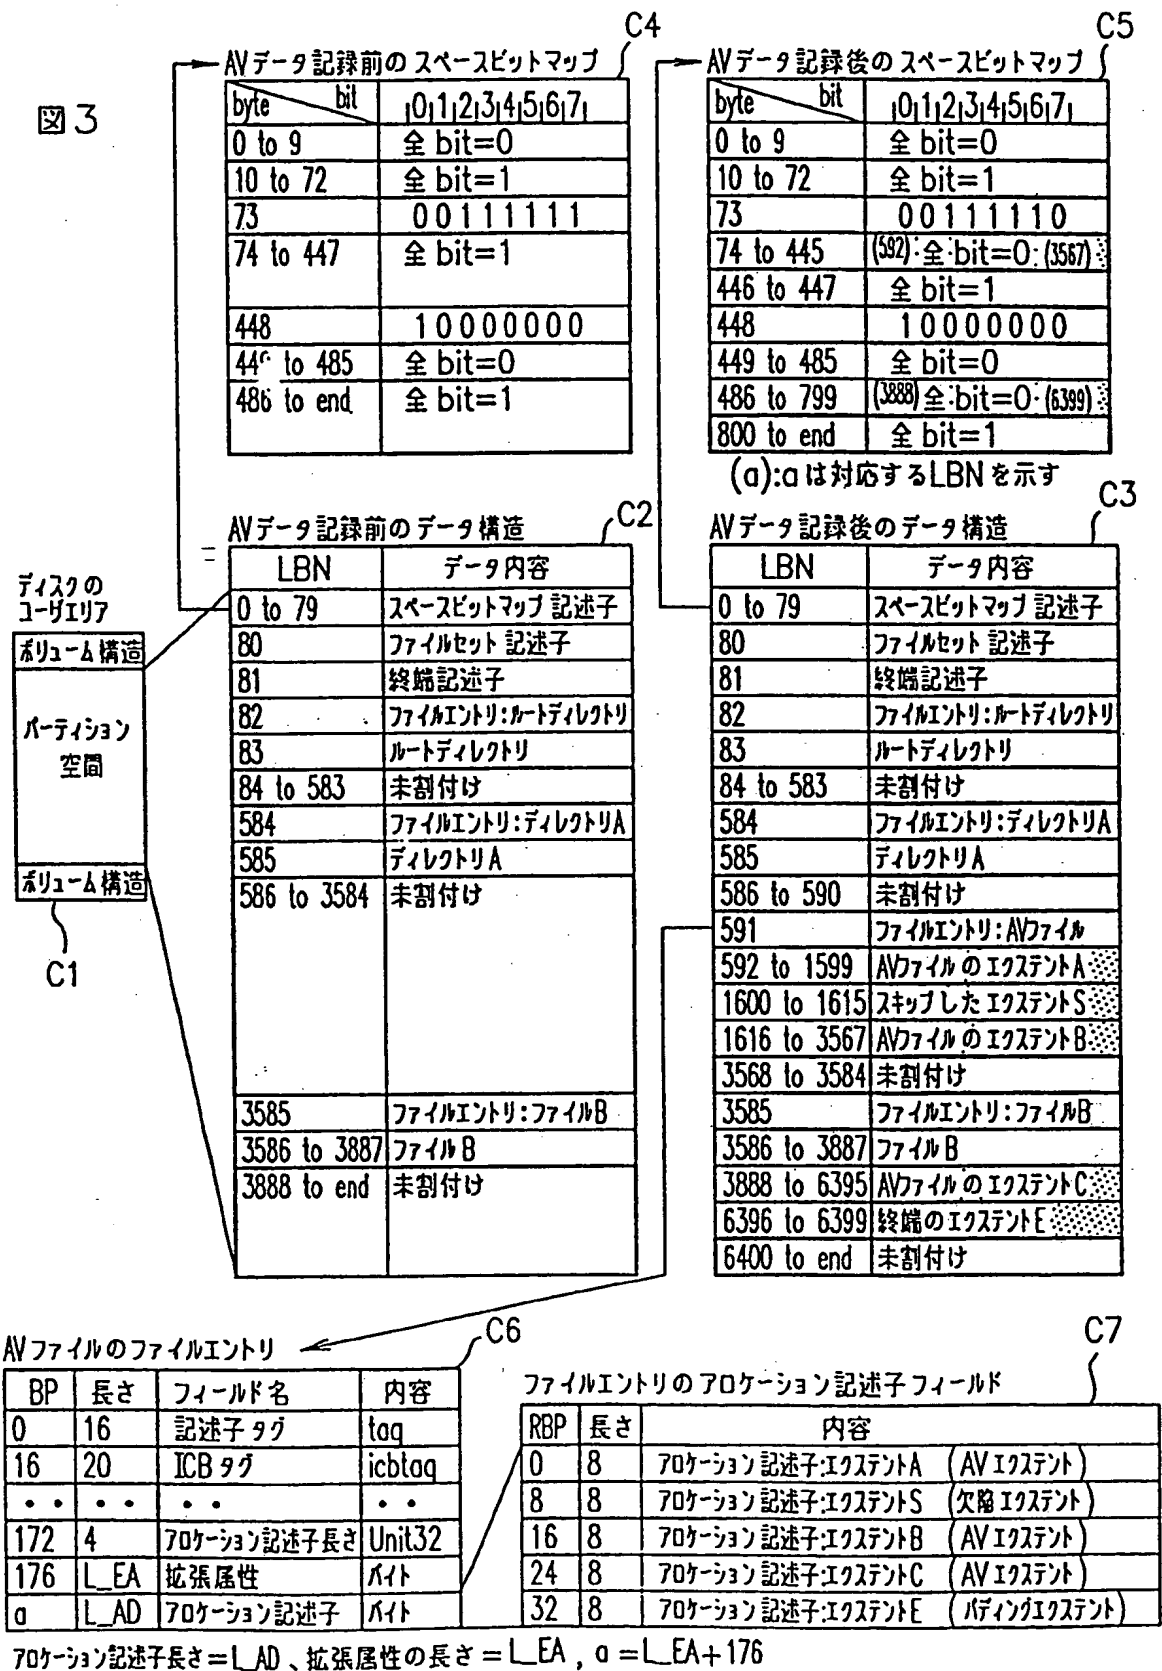 図3
C4
AVデータ記録前のスペースビットマップ
byte bit |0|1|2|3|4|5|6|7|
0 to 9 全bit=0
10 to 72 全bit=1
73 00111111
74 to 447 全bit=1
448 10000000
449 to 485 全bit=0
486 to end 全bit=1
C5
AVデータ記録後のスペースビットマップ
byte bit |0|1|2|3|4|5|6|7|
0 to 9 全bit=0
10 to 72 全bit=1
73 00111110
74 to 445 (592) 全bit=0 (3567)
446 to 447 全bit=1
448 10000000
449 to 485 全bit=0
486 to 799 (3888) 全bit=0 (6399)
800 to end 全bit=1
(a):aは対応するLBNを示す
ディスクの
ユーザエリア
ボリューム構造
パーティション
空間
ボリューム構造
C1
C2
AVデータ記録前のデータ構造
LBN データ内容
0 to 79 スペースビットマップ記述子
80 ファイルセット記述子
81 終端記述子
82 ファイルエントリ:ルートディレクトリ
83 ルートディレクトリ
84 to 583 未割付け
584 ファイルエントリ:ディレクトリA
585 ディレクトリA
586 to 3584 未割付け
3585 ファイルエントリ:ファイルB
3586 to 3887 ファイルB
3888 to end 未割付け
C3
AVデータ記録後のデータ構造
LBN データ内容
0 to 79 スペースビットマップ記述子
80 ファイルセット記述子
81 終端記述子
82 ファイルエントリ:ルートディレクトリ
83 ルートディレクトリ
84 to 583 未割付け
584 ファイルエントリ:ディレクトリA
585 ディレクトリA
586 to 590 未割付け
591 ファイルエントリ:AVファイル
592 to 1599 AVファイルのエクステントA
1600 to 1615 スキップしたエクステントS
1616 to 3567 AVファイルのエクステントB
3568 to 3584 未割付け
3585 ファイルエントリ:ファイルB
3586 to 3887 ファイルB
3888 to 6395 AVファイルのエクステントC
6396 to 6399 終端のエクステントE
6400 to end 未割付け
AVファイルのファイルエントリ
C6
BP 長さ フィールド名 内容
0 16 記述子タグ tag
16 20 ICBタグ icbtag
・・ ・・ ・・ ・・
172 4 アロケーション記述子長さ Unit32
176 L_EA 拡張属性 バイト
a L_AD アロケーション記述子 バイト
C7
ファイルエントリのアロケーション記述子フィールド
RBP 長さ 内容
0 8 アロケーション記述子:エクステントA (AVエクステント)
8 8 アロケーション記述子:エクステントS (欠陥エクステント)
16 8 アロケーション記述子:エクステントB (AVエクステント)
24 8 アロケーション記述子:エクステントC (AVエクステント)
32 8 アロケーション記述子:エクステントE (パディングエクステント)
アロケーション記述子長さ=L_AD、拡張属性の長さ=L_EA, a=L_EA+176